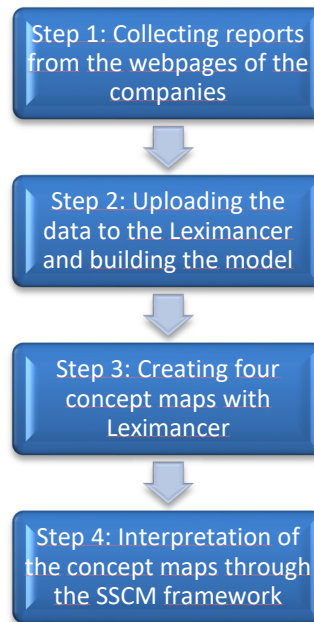 Step 1: Collecting reports
from the webpages of the
companies
Step 2: Uploading the
data to the Leximancer
and building the model
Step 3: Creating four
concept maps with
Leximancer
Step 4: Interpretation of
the concept maps through
the SSCM framework